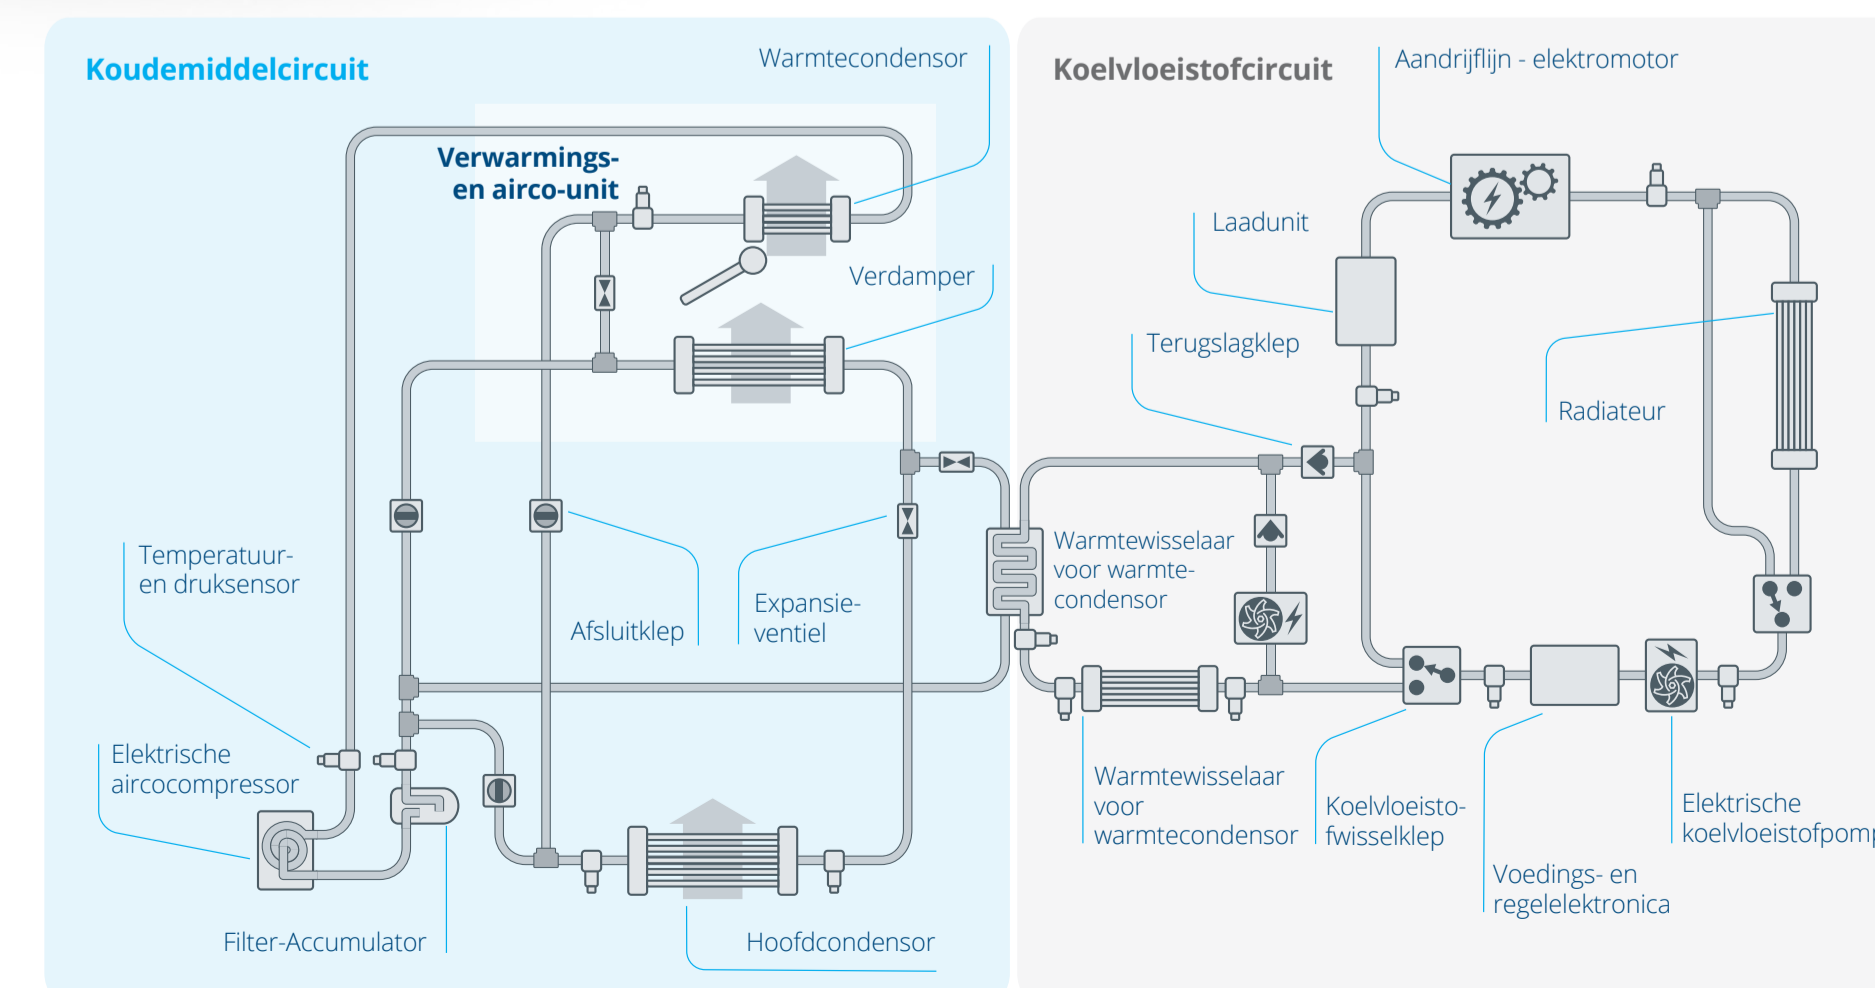 Koudemiddelcircuit
Warmtecondensor
Verwarmings-
en airco-unit
Verdamper
Temperatuur-
en druksensor
Afsluitklep
Expansie-
ventiel
Elektrische
aircocompressor
Filter-Accumulator
Hoofdcondensor
Koelvloeistofcircuit
Aandrijflijn - elektromotor
Laadunit
Terugslagklep
Radiateur
Warmtewisselaar
voor warmte-
condensor
Warmtewisselaar
voor
warmtecondensor
Koelvloeisto-
fwisselklep
Voedings- en
regelelektronica
Elektrische
koelvloeistofpomp